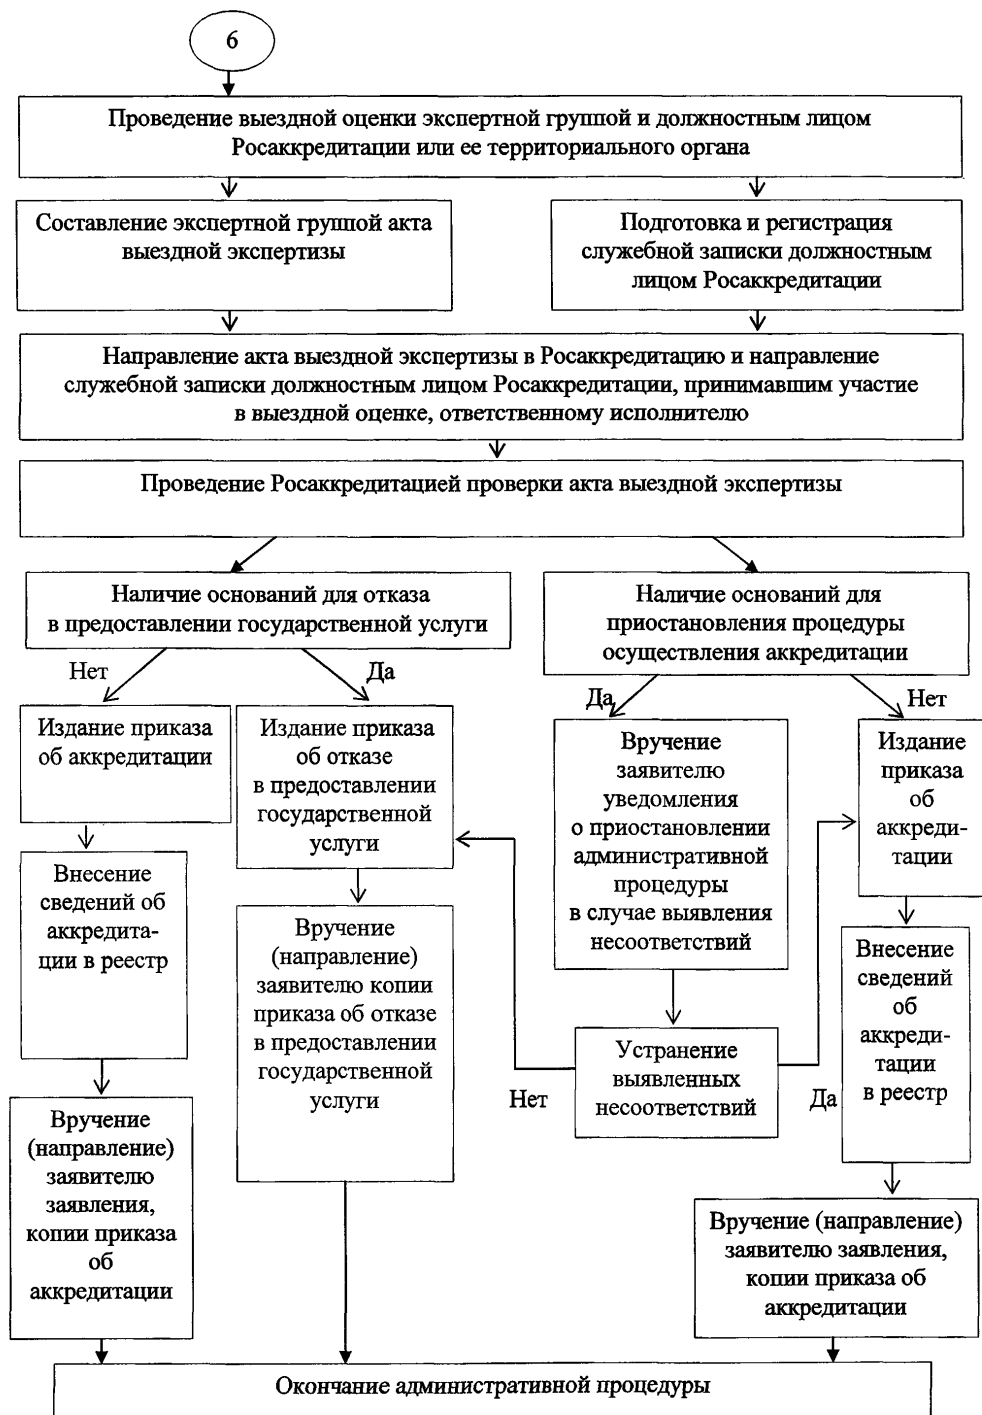 6
Проведение выездной оценки экспертной группой и должностным лицом
Росаккредитации или ее территориального органа
Составление экспертной группой акта
выездной экспертизы
Подготовка и регистрация
служебной записки должностным
лицом Росаккредитации
Направление акта выездной экспертизы в Росаккредитацию и направление
служебной записки должностным лицом Росаккредитации, принимавшим участие
в выездной оценке, ответственному исполнителю
Проведение Росаккредитацией проверки акта выездной экспертизы
Наличие оснований для отказа
в предоставлении государственной услуги
Наличие оснований для
приостановления процедуры
осуществления аккредитации
Нет
Да
Да
Нет
Издание приказа
об аккредитации
Издание приказа
об отказе
в предоставлении
государственной
услуги
Вручение
заявителю
уведомления
о приостановлении
административной
процедуры
в случае выявления
несоответствий
Издание
приказа
об
аккреди-
тации
Внесение
сведений об
аккредита-
ции в реестр
Вручение
(направление)
заявителю копии
приказа об отказе
в предоставлении
государственной
услуги
Внесение
сведений
об
аккреди-
тации
в реестр
Устранение
выявленных
несоответствий
Нет
Да
Вручение
(направление)
заявителю
заявления,
копии приказа
об
аккредитации
Вручение (направление)
заявителю заявления,
копии приказа об
аккредитации
Окончание административной процедуры